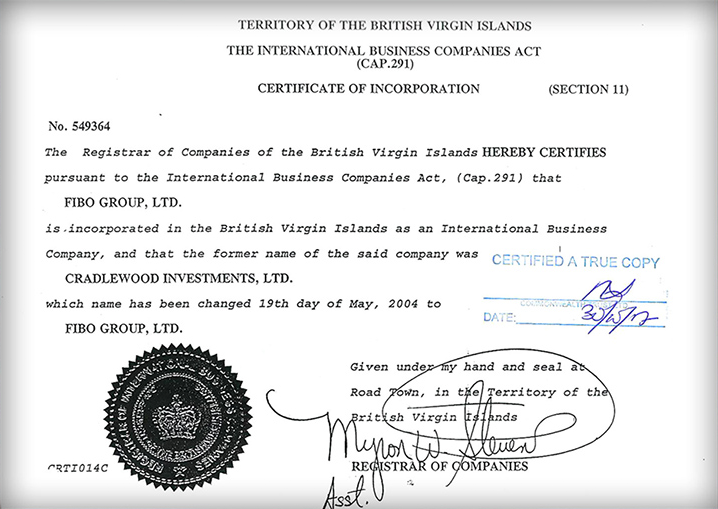 TERRITORY OF THE BRITISH VIRGIN ISLANDS
THE INTERNATIONAL BUSINESS COMPANIES ACT
(CAP.291)
CERTIFICATE OF INCORPORATION (SECTION 11)
No. 549364
The Registrar of Companies of the British Virgin Islands HEREBY CERTIFIES
pursuant to the International Business Companies Act, (Cap.291) that
FIBO GROUP, LTD.
is incorporated in the British Virgin Islands as an International Business
Company, and that the former name of the said company was
CERTIFIED A TRUE COPY
CRADLEWOOD INVESTMENTS, LTD.
which name has been changed 19th day of May, 2004 to
DATE:
FIBO GROUP, LTD.
Given under my hand and seal at
Road Town, in the Territory of the
British Virgin Islands
Myron W.
REGISTRAR OF COMPANIES
CRTI014C
Asst.